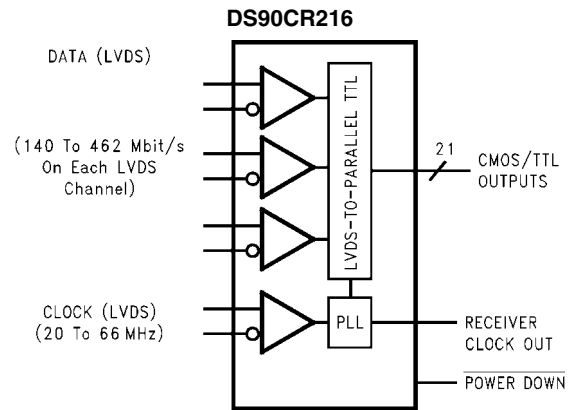 DS90CR216
DATA (LVDS)
(140 To 462 Mbit/s
On Each LVDS
Channel)
CLOCK (LVDS)
(20 To 66 MHz)
LVDS-TO-PARALLEL TTL
PLL
21
CMOS/TTL
OUTPUTS
RECEIVER
CLOCK OUT
POWER DOWN